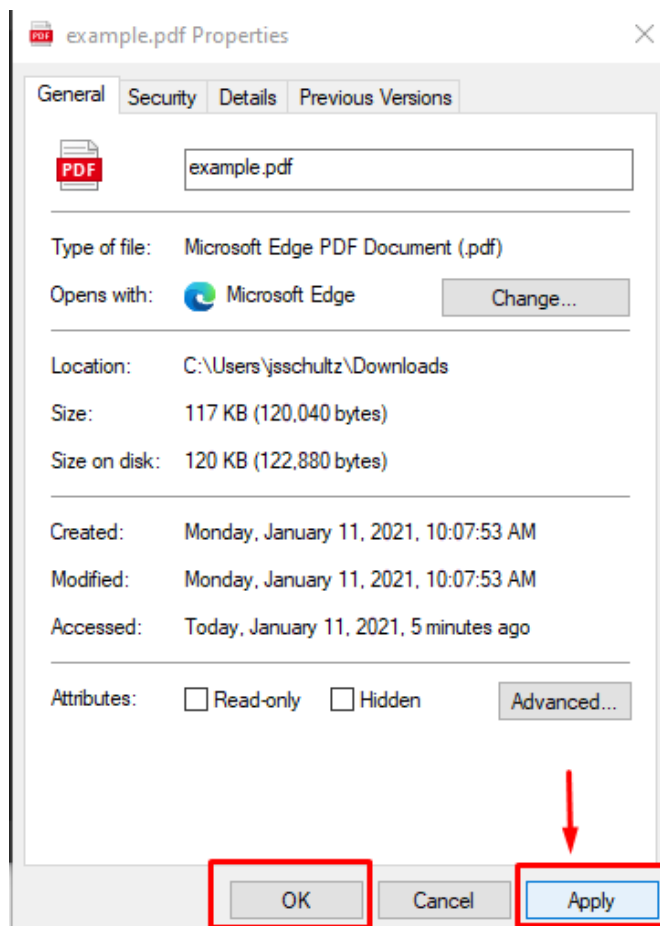 PDF example.pdf Properties
General Security Details Previous Versions
PDF example.pdf
Type of file: Microsoft Edge PDF Document (.pdf)
Opens with: Microsoft Edge Change...
Location: C:\Users\jsschultz\Downloads
Size: 117 KB (120,040 bytes)
Size on disk: 120 KB (122,880 bytes)
Created: Monday, January 11, 2021, 10:07:53 AM
Modified: Monday, January 11, 2021, 10:07:53 AM
Accessed: Today, January 11, 2021, 5 minutes ago
Attributes: Read-only Hidden Advanced...
OK Cancel Apply